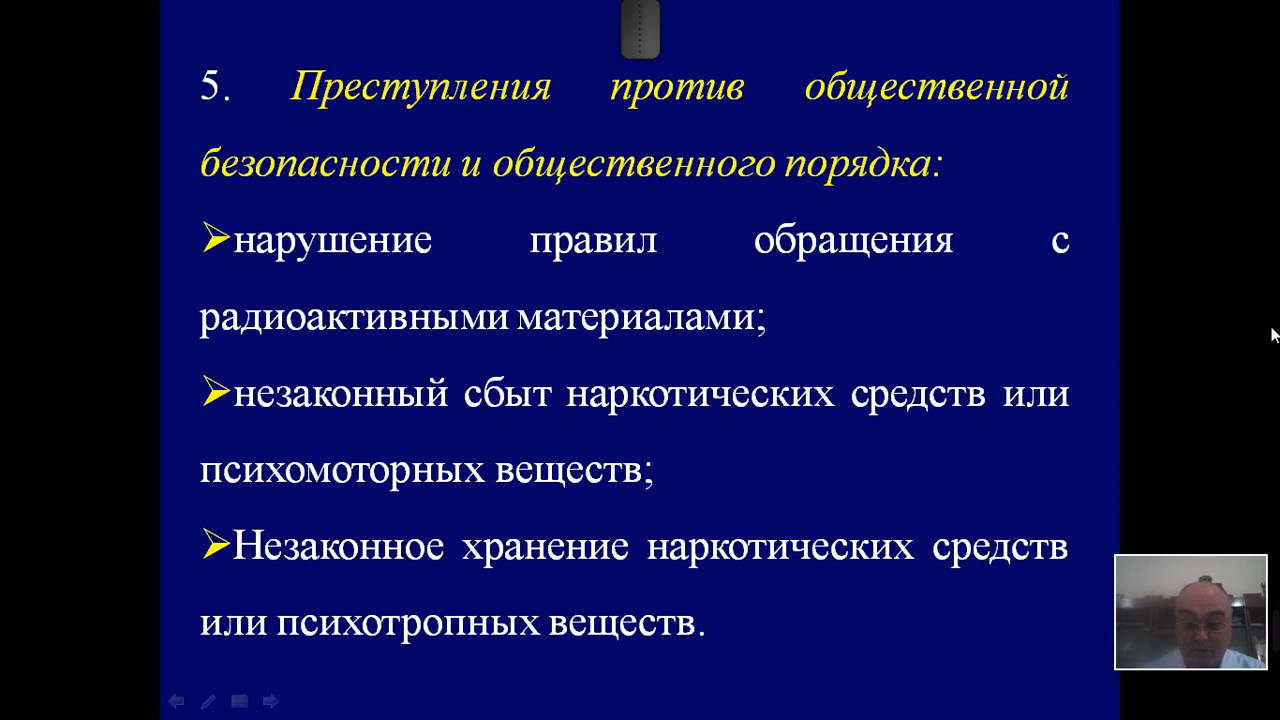 5. Преступления против общественной
безопасности и общественного порядка:
➢нарушение правил обращения с
радиоактивными материалами;
➢незаконный сбыт наркотических средств или
психомоторных веществ;
➢Незаконное хранение наркотических средств
или психотропных веществ.